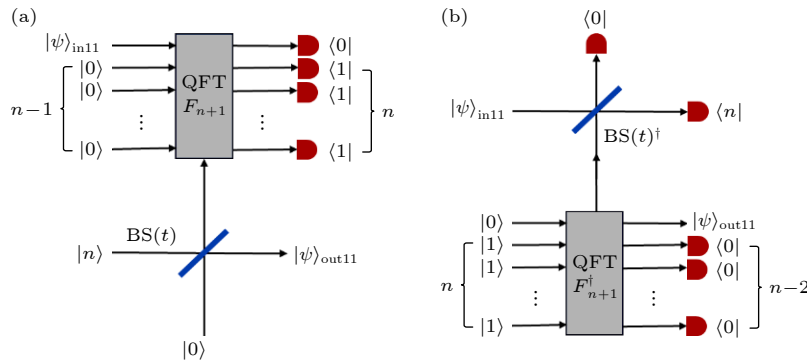 (a)
|ψ⟩in11
⟨0|
|0⟩
⟨1|
|0⟩
QFT
Fn+1
⟨1|
n−1
n
⋮
⋮
|0⟩
⟨1|
BS(t)
|n⟩
|ψ⟩out11
|0⟩
(b)
⟨0|
|ψ⟩in11
⟨n|
BS(t)†
|0⟩
|ψ⟩out11
|1⟩
⟨0|
|1⟩
QFT
F†n+1
⟨0|
n
n−2
⋮
⋮
|1⟩
⟨0|